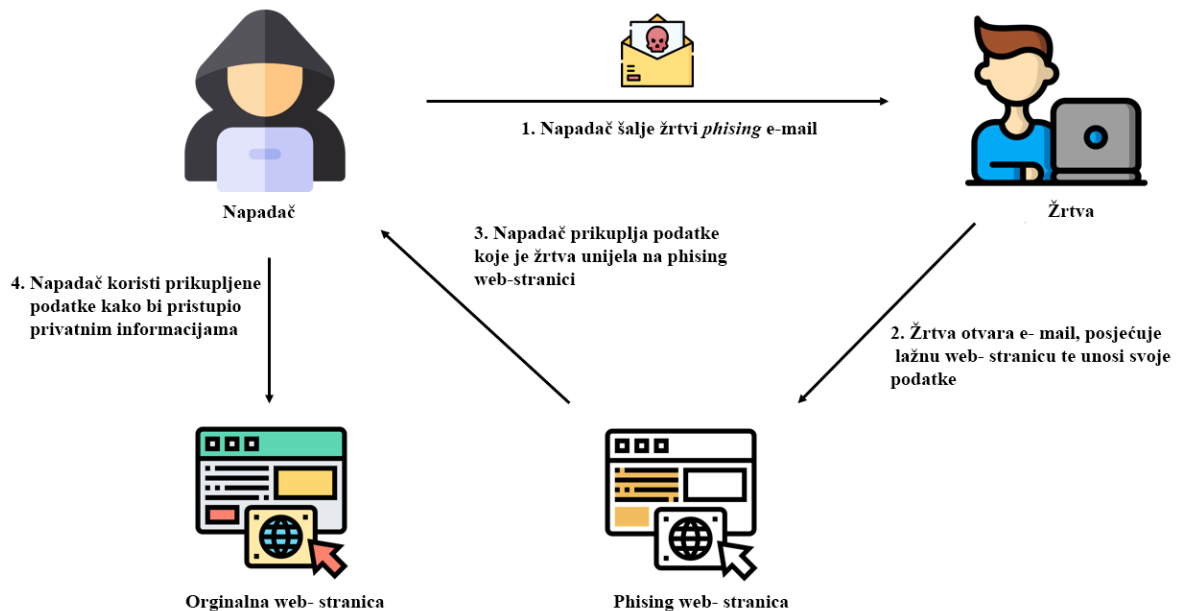 1. Napadač šalje žrtvi phising e-mail
Napadač
Žrtva
3. Napadač prikuplja podatke
koje je žrtva unijela na phising
web-stranici
4. Napadač koristi prikupljene
podatke kako bi pristupio
privatnim informacijama
2. Žrtva otvara e- mail, posjećuje
lažnu web- stranicu te unosi svoje
podatke
Orginalna web- stranica
Phising web- stranica